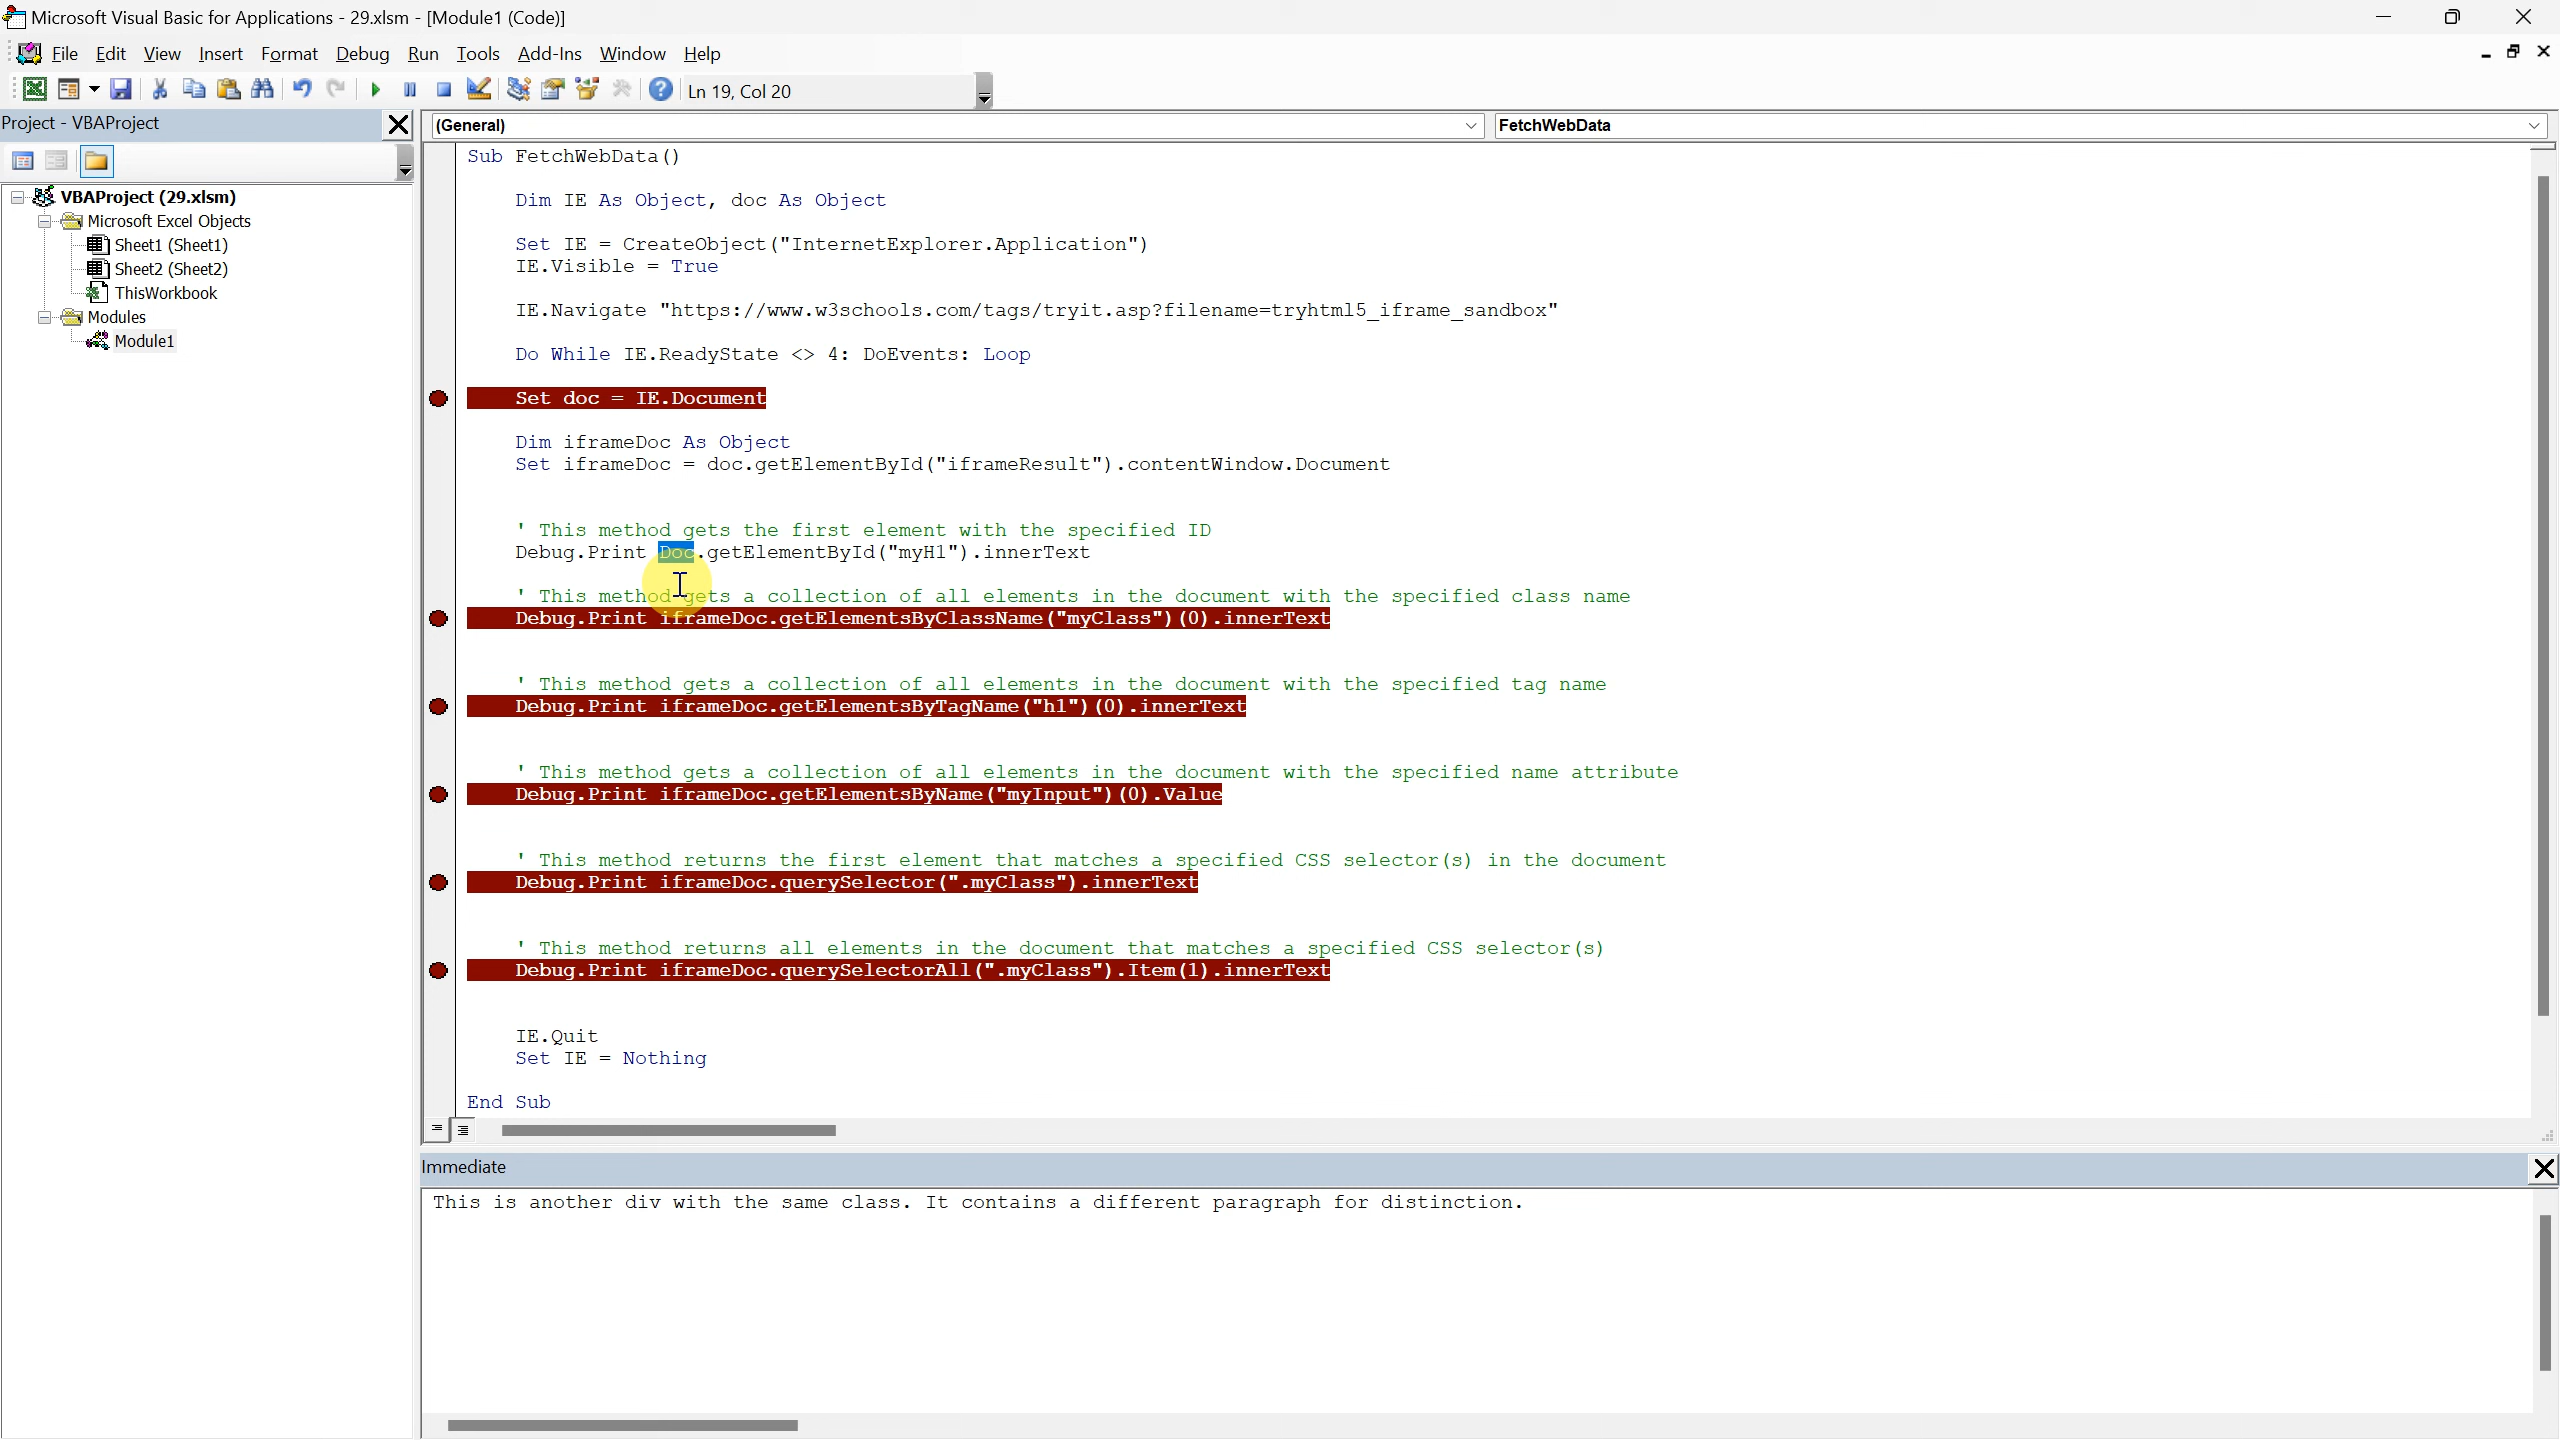 Microsoft Visual Basic for Applications - 29.xlsm - [Module1 (Code)]
File Edit View Insert Format Debug Run Tools Add-Ins Window Help
Ln 19, Col 20
Project - VBAProject
VBAProject (29.xlsm)
Microsoft Excel Objects
Sheet1 (Sheet1)
Sheet2 (Sheet2)
ThisWorkbook
Modules
Module1
(General)
FetchWebData
Sub FetchWebData()
Dim IE As Object, doc As Object
Set IE = CreateObject("InternetExplorer.Application")
IE.Visible = True
IE.Navigate "https://www.w3schools.com/tags/tryit.asp?filename=tryhtml5_iframe_sandbox"
Do While IE.ReadyState <> 4: DoEvents: Loop
Set doc = IE.Document
Dim iframeDoc As Object
Set iframeDoc = doc.getElementById("iframeResult").contentWindow.Document
' This method gets the first element with the specified ID
Debug.Print Doc.getElementById("myH1").innerText
' This method gets a collection of all elements in the document with the specified class name
Debug.Print iframeDoc.getElementsByClassName("myClass")(0).innerText
' This method gets a collection of all elements in the document with the specified tag name
Debug.Print iframeDoc.getElementsByTagName("h1")(0).innerText
' This method gets a collection of all elements in the document with the specified name attribute
Debug.Print iframeDoc.getElementsByName("myInput")(0).Value
' This method returns the first element that matches a specified CSS selector(s) in the document
Debug.Print iframeDoc.querySelector(".myClass").innerText
' This method returns all elements in the document that matches a specified CSS selector(s)
Debug.Print iframeDoc.querySelectorAll(".myClass").Item(1).innerText
IE.Quit
Set IE = Nothing
End Sub
Immediate
This is another div with the same class. It contains a different paragraph for distinction.